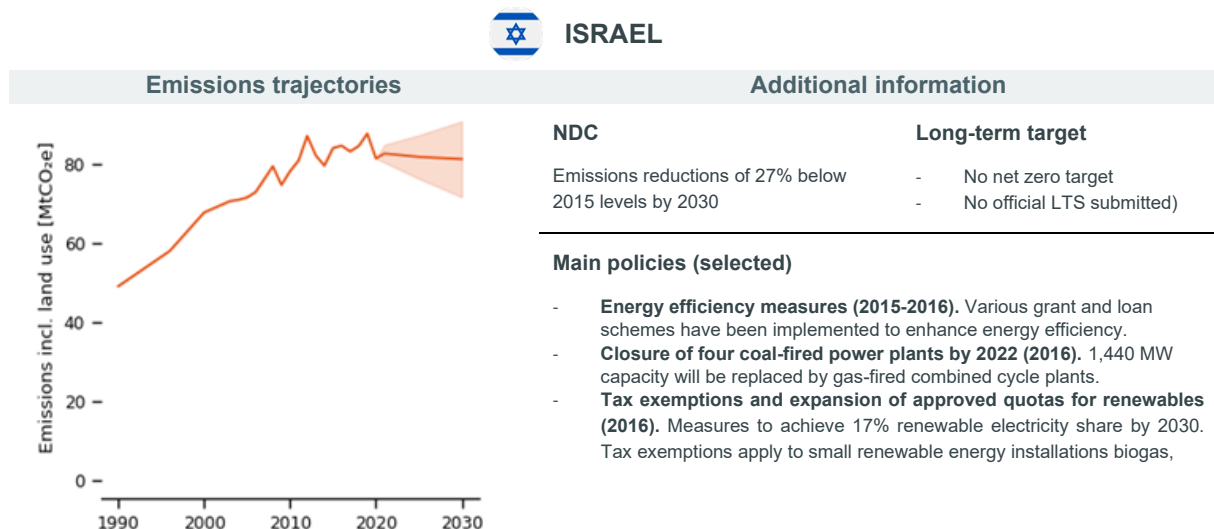 ISRAEL
Emissions trajectories
Additional information
Emissions incl. land use [MtCO₂e]
80
60
40
20
0
1990 2000 2010 2020 2030
NDC
Emissions reductions of 27% below
2015 levels by 2030
Long-term target
- No net zero target
- No official LTS submitted)
Main policies (selected)
- Energy efficiency measures (2015-2016). Various grant and loan
schemes have been implemented to enhance energy efficiency.
- Closure of four coal-fired power plants by 2022 (2016). 1,440 MW
capacity will be replaced by gas-fired combined cycle plants.
- Tax exemptions and expansion of approved quotas for renewables
(2016). Measures to achieve 17% renewable electricity share by 2030.
Tax exemptions apply to small renewable energy installations biogas,